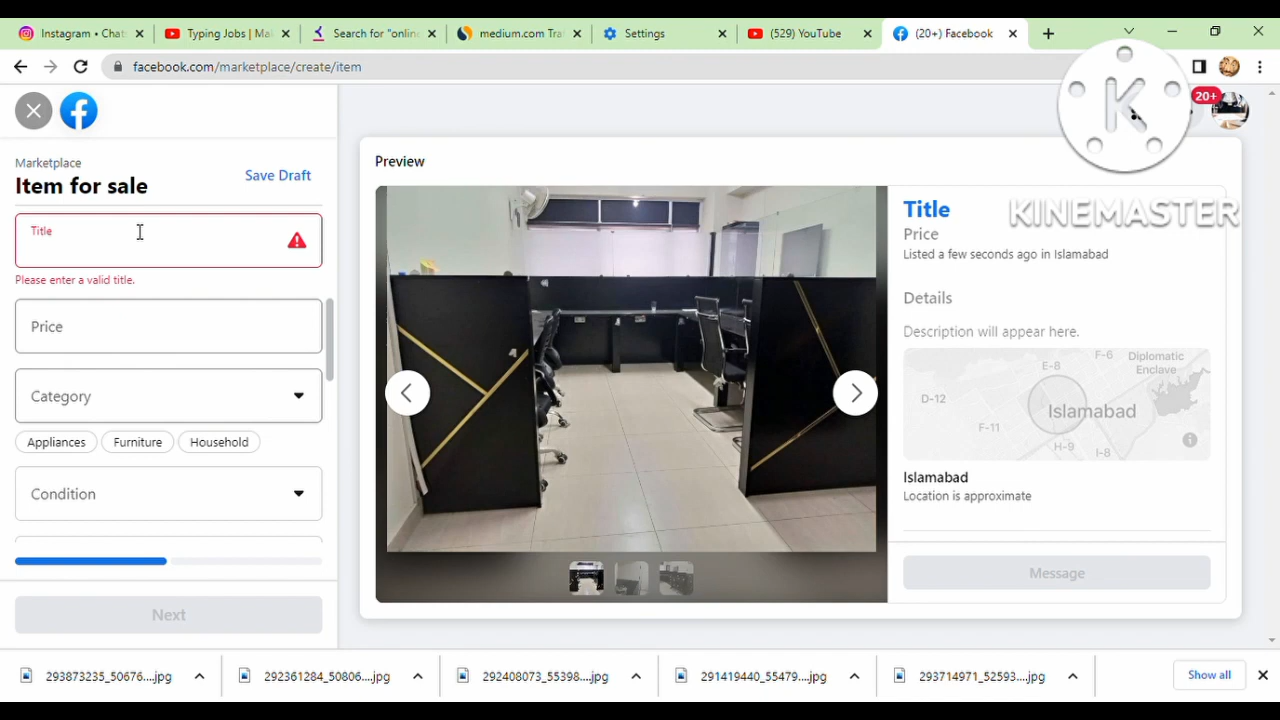 Instagram • Chat
Typing Jobs | Ma
Search for "onlin
medium.com Tra
Settings
(529) YouTube
(20+) Facebook
facebook.com/marketplace/create/item
20+
K
KINEMASTER
Marketplace
Item for sale
Save Draft
Title
Please enter a valid title.
Price
Category
Appliances
Furniture
Household
Condition
Next
Preview
Title
Price
Listed a few seconds ago in Islamabad
Details
Description will appear here.
F-6
Diplomatic
Enclave
E-8
D-12
Islamabad
F-11
H-9
I-8
Islamabad
Location is approximate
Message
293873235_50676....jpg
292361284_50806....jpg
292408973_55398....jpg
291419440_55479....jpg
293714971_52593....jpg
Show all